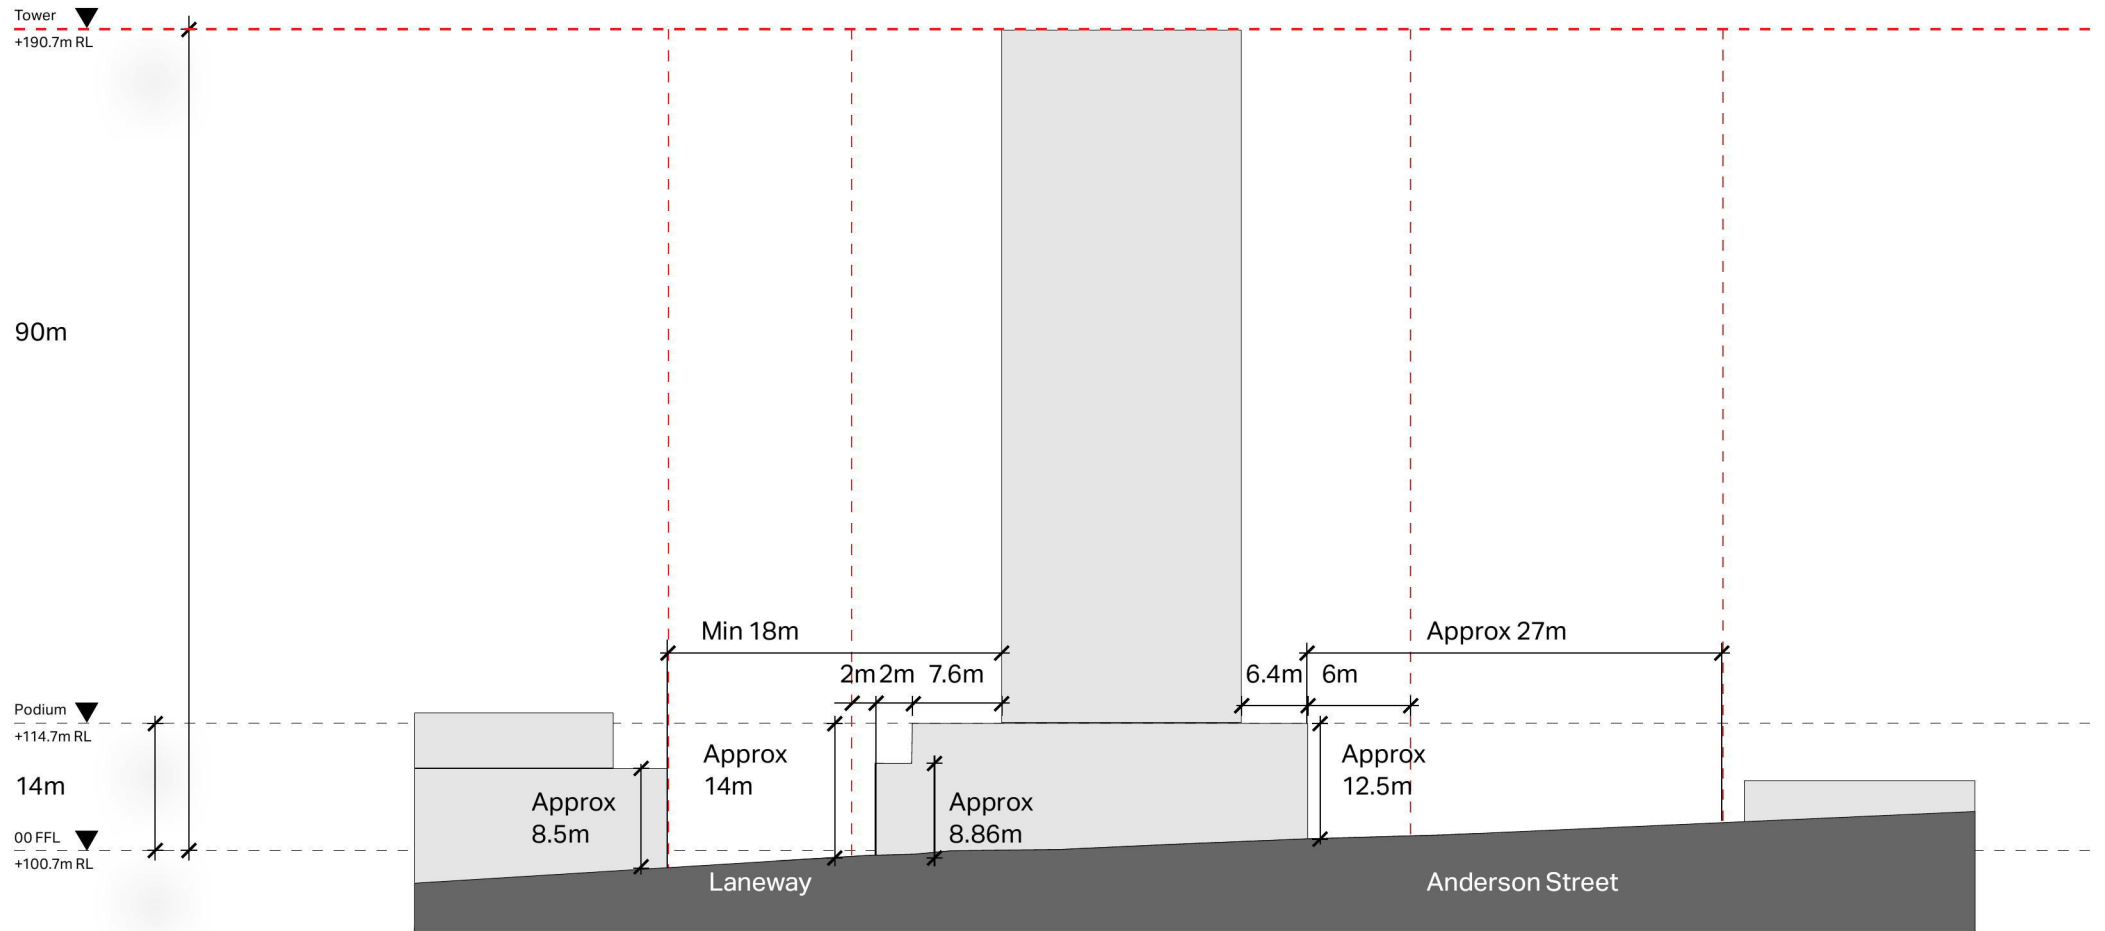 Tower
+190.7m RL
90m
Min 18m
Approx 27m
2m 2m 7.6m
6.4m 6m
Podium
+114.7m RL
Approx
14m
Approx
12.5m
14m
Approx
8.5m
Approx
8.86m
00 FFL
+100.7m RL
Laneway
Anderson Street